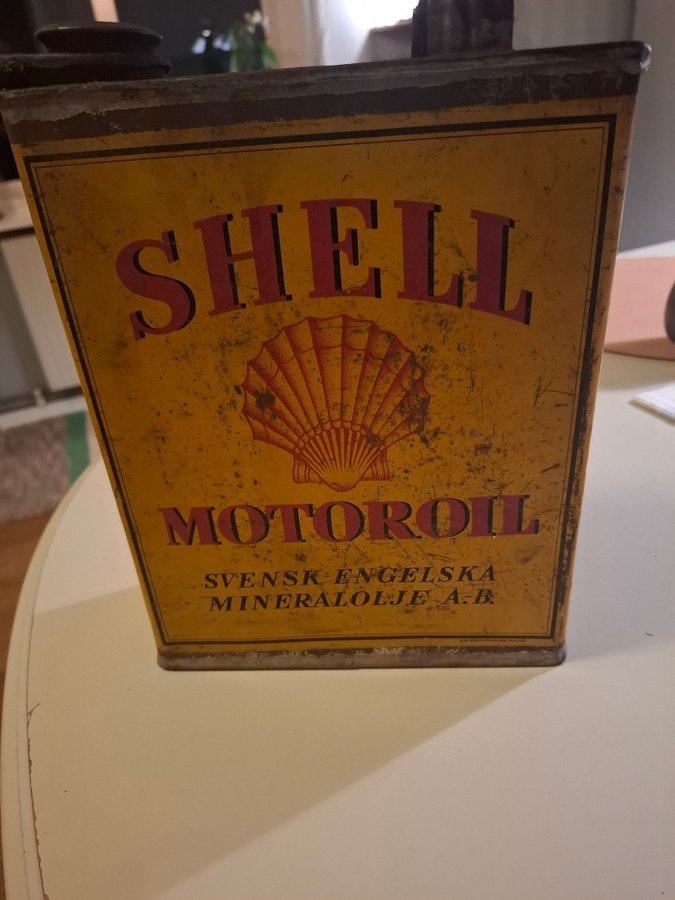 SHELL
MOTOROIL
SVENSK-ENGELSKA
MINERALOLJE A.-B.